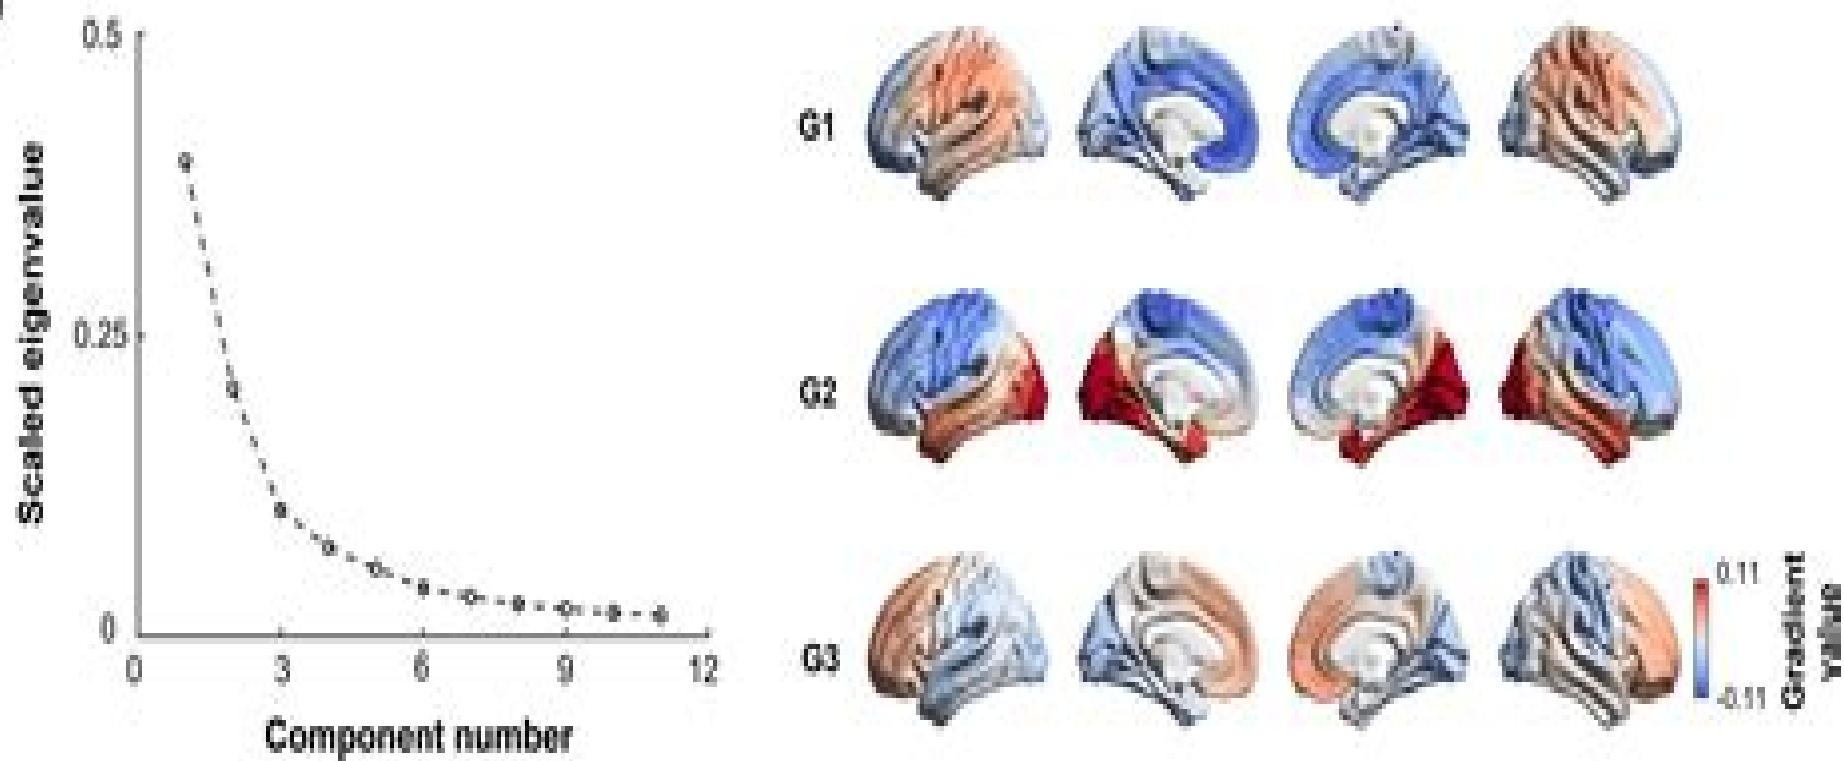 0.5
0.25
0
Scaled eigenvalue
0
3
6
9
12
Component number
G1
G2
G3
0.11
-0.11
Gradient
value